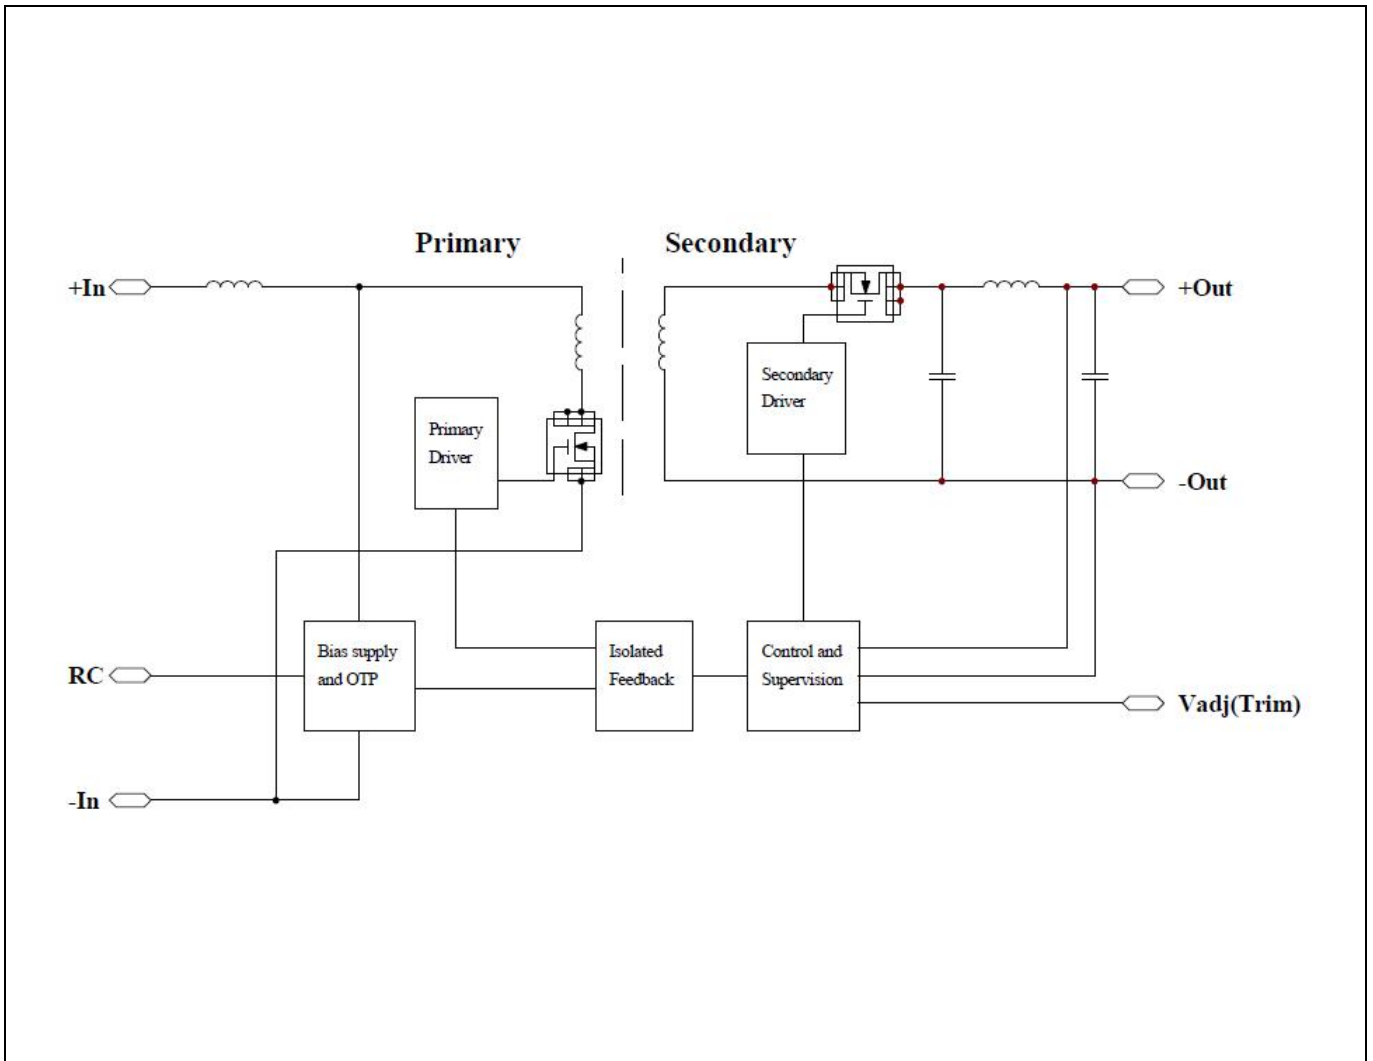 Primary
Secondary
+In
+Out
Secondary
Driver
Primary
Driver
-Out
Bias supply
and OTP
Isolated
Feedback
Control and
Supervision
RC
Vadj(Trim)
-In